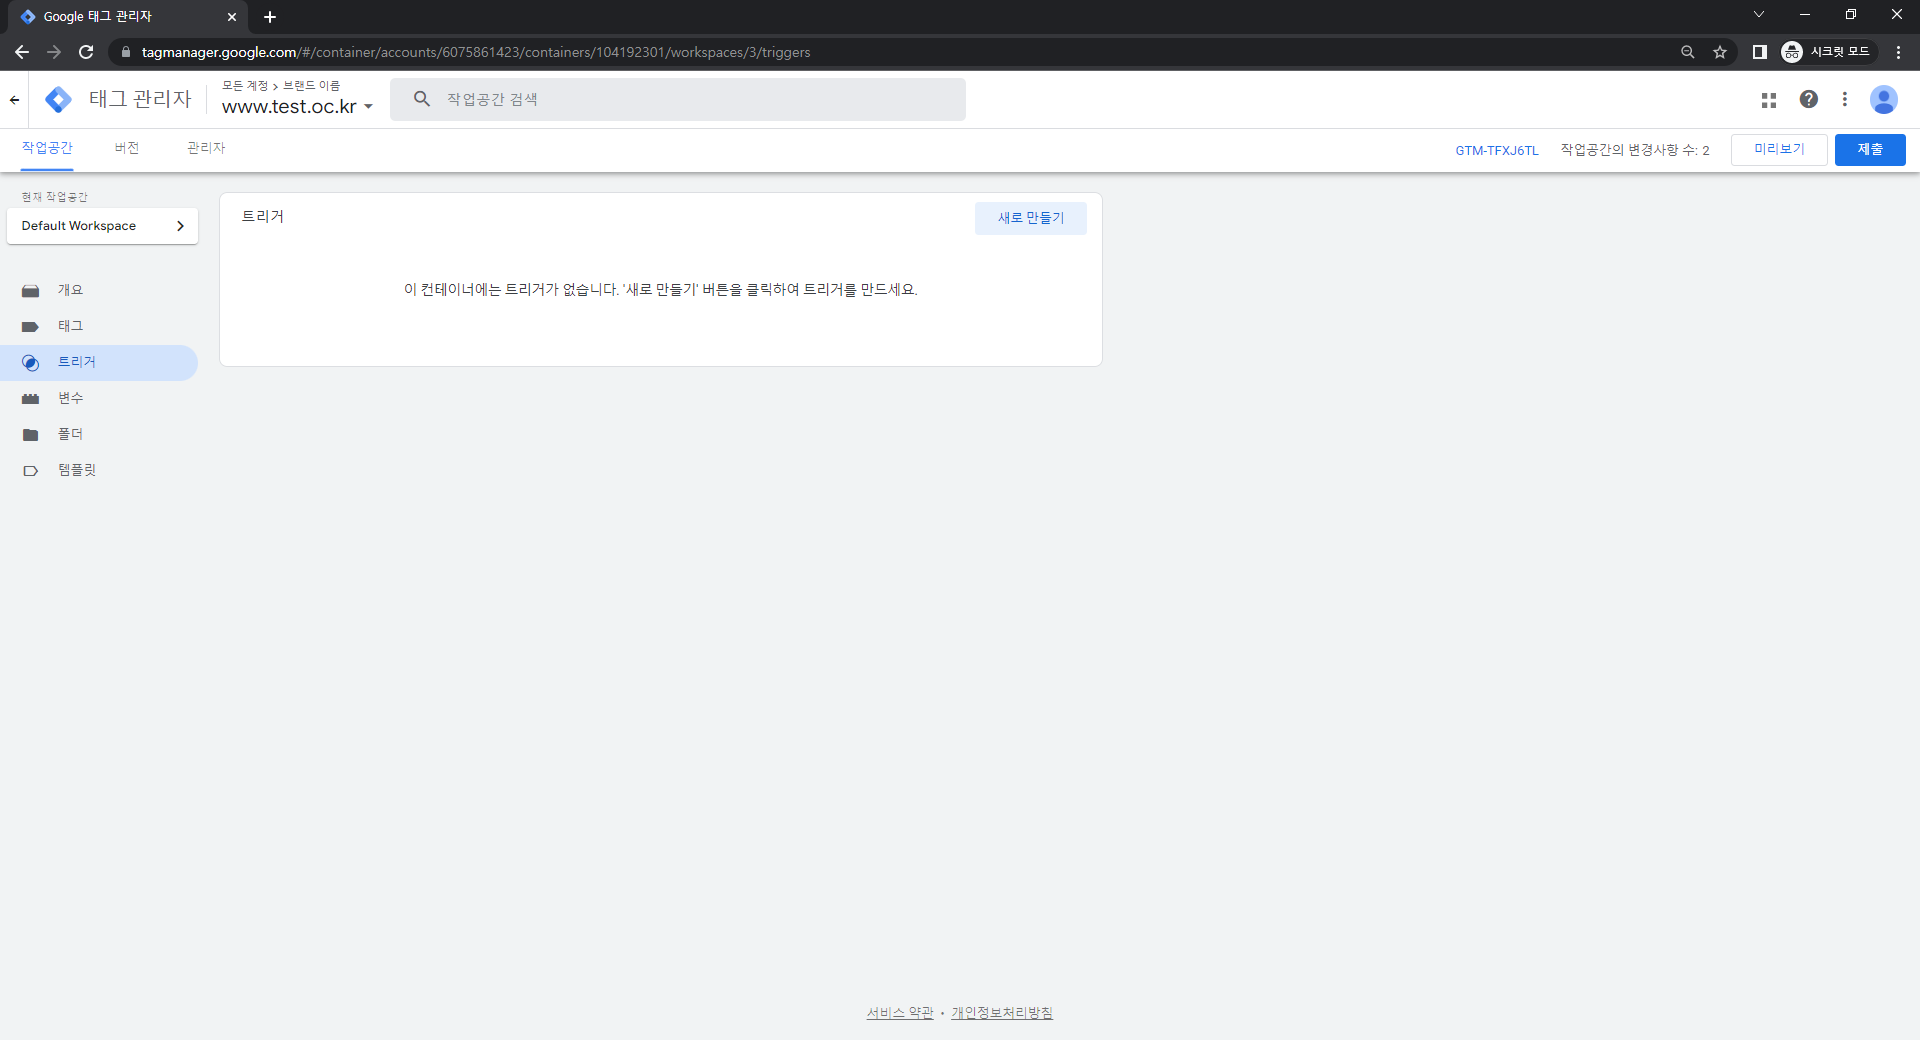 Google 태그 관리자
tagmanager.google.com/#/container/accounts/6075861423/containers/104192301/workspaces/3/triggers
시크릿 모드
태그 관리자
모든 계정 > 브랜드 이름
www.test.oc.kr
작업공간 검색
작업공간 버전 관리자
GTM-TFXJ6TL 작업공간의 변경사항 수: 2 미리보기 제출
현재 작업공간
Default Workspace
트리거
새로 만들기
이 컨테이너에는 트리거가 없습니다. '새로 만들기' 버튼을 클릭하여 트리거를 만드세요.
개요
태그
트리거
변수
폴더
템플릿
서비스 약관 • 개인정보처리방침